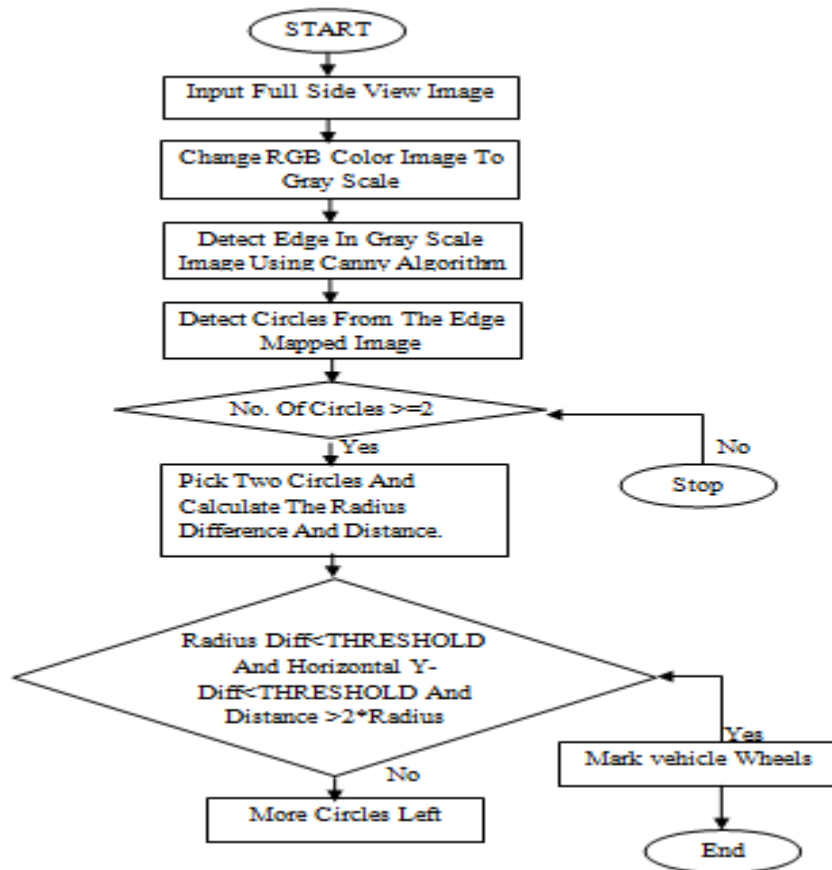 START
Input Full Side View Image
Change RGB Color Image To
Gray Scale
Detect Edge In Gray Scale
Image Using Canny Algorithm
Detect Circles From The Edge
Mapped Image
No. Of Circles >=2
Yes
No
Pick Two Circles And
Calculate The Radius
Difference And Distance.
Stop
Radius Diff<THRESHOLD
And Horizontal Y-
Diff<THRESHOLD And
Distance >2*Radius
Yes
Mark vehicle Wheels
No
More Circles Left
End